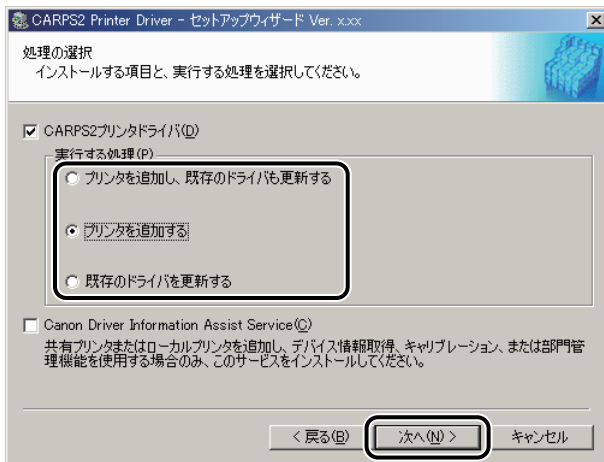 CARPS2 Printer Driver - セットアップウィザード Ver. x.xx
処理の選択
インストールする項目と、実行する処理を選択してください。
CARPS2プリンタドライバ(D)
実行する処理(P)
プリンタを追加し、既存のドライバも更新する
プリンタを追加する
既存のドライバを更新する
Canon Driver Information Assist Service(C)
共有プリンタまたはローカルプリンタを追加し、デバイス情報取得、キャリブレーション、または部門管
理機能を使用する場合のみ、このサービスをインストールしてください。
< 戻る(B)
次へ(N) >
キャンセル